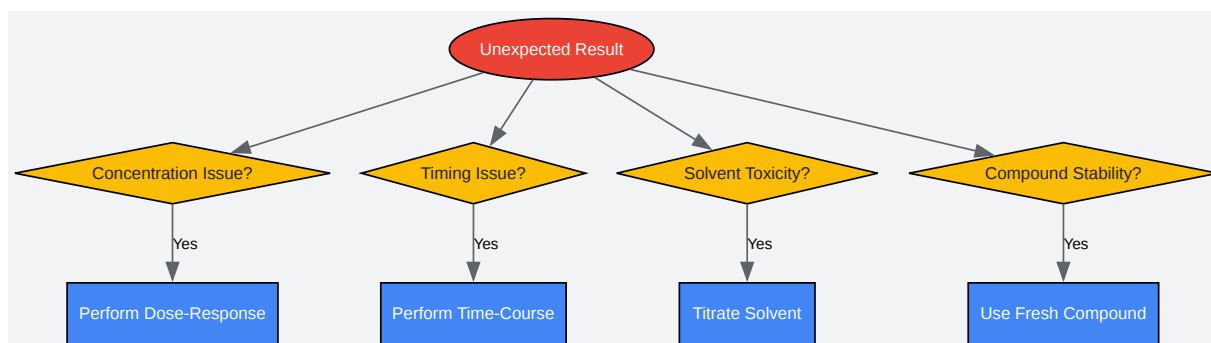 Unexpected Result
Concentration Issue?
Timing Issue?
Solvent Toxicity?
Compound Stability?
Yes
Yes
Yes
Yes
Perform Dose-Response
Perform Time-Course
Titrate Solvent
Use Fresh Compound